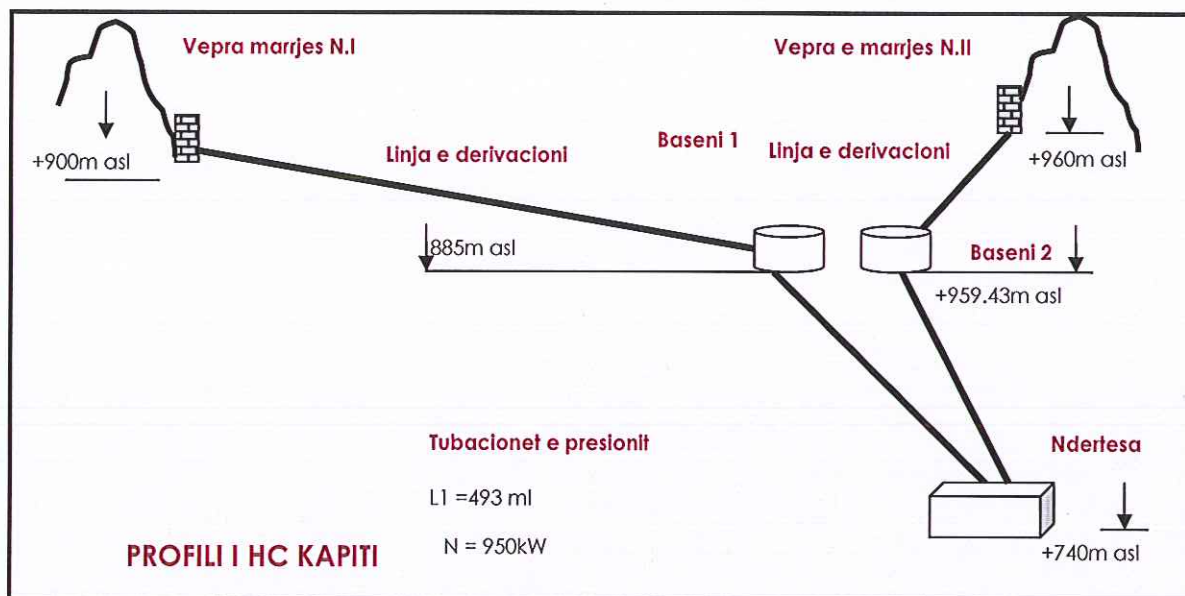 Vepra marrjes N.I
Vepra e marrjes N.II
Baseni 1
Linja e derivacioni
Linja e derivacioni
+900m asl
+960m asl
885m asl
Baseni 2
+959.43m asl
Tubacionet e presionit
Ndertesa
L1 =493 ml
N = 950kW
PROFILI I HC KAPITI
+740m asl